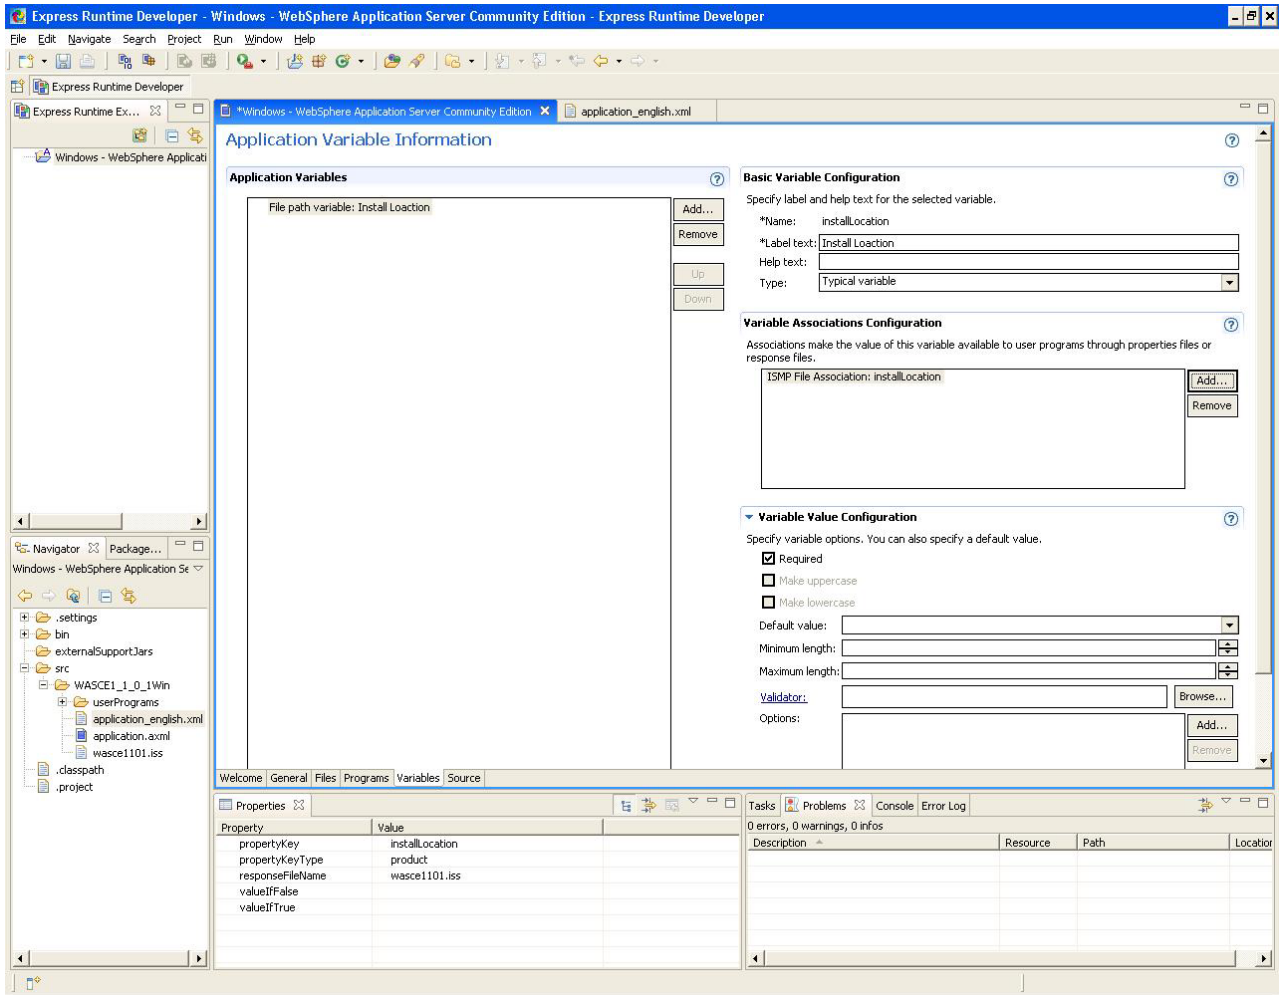 Express Runtime Developer - Windows - WebSphere Application Server Community Edition - Express Runtime Developer
File Edit Navigate Search Project Run Window Help
Express Runtime Developer
Express Runtime Ex...
Windows - WebSphere Applicati
*Windows - WebSphere Application Server Community Edition
application_english.xml
Application Variable Information
Application Variables
File path variable: Install Loaction
Add...
Remove
Up
Down
Basic Variable Configuration
Specify label and help text for the selected variable.
*Name: installLocation
*Label text: Install Loaction
Help text:
Type: Typical variable
Variable Associations Configuration
Associations make the value of this variable available to user programs through properties files or
response files.
ISMP File Association: installLocation
Add...
Remove
Variable Value Configuration
Specify variable options. You can also specify a default value.
Required
Make uppercase
Make lowercase
Default value:
Minimum length:
Maximum length:
Validator:
Browse...
Options:
Add...
Remove
Welcome General Files Programs Variables Source
Navigator Package...
Windows - WebSphere Application Se
.settings
bin
externalSupportJars
src
WASCE1_1_0_1Win
userPrograms
application_english.xml
application.axml
wasce1101.iss
.classpath
.project
Properties
Property Value
propertyKey installLocation
propertyKeyType product
responseFileName wasce1101.iss
valueIfFalse
valueIfTrue
Tasks Problems Console Error Log
0 errors, 0 warnings, 0 infos
Description Resource Path Location